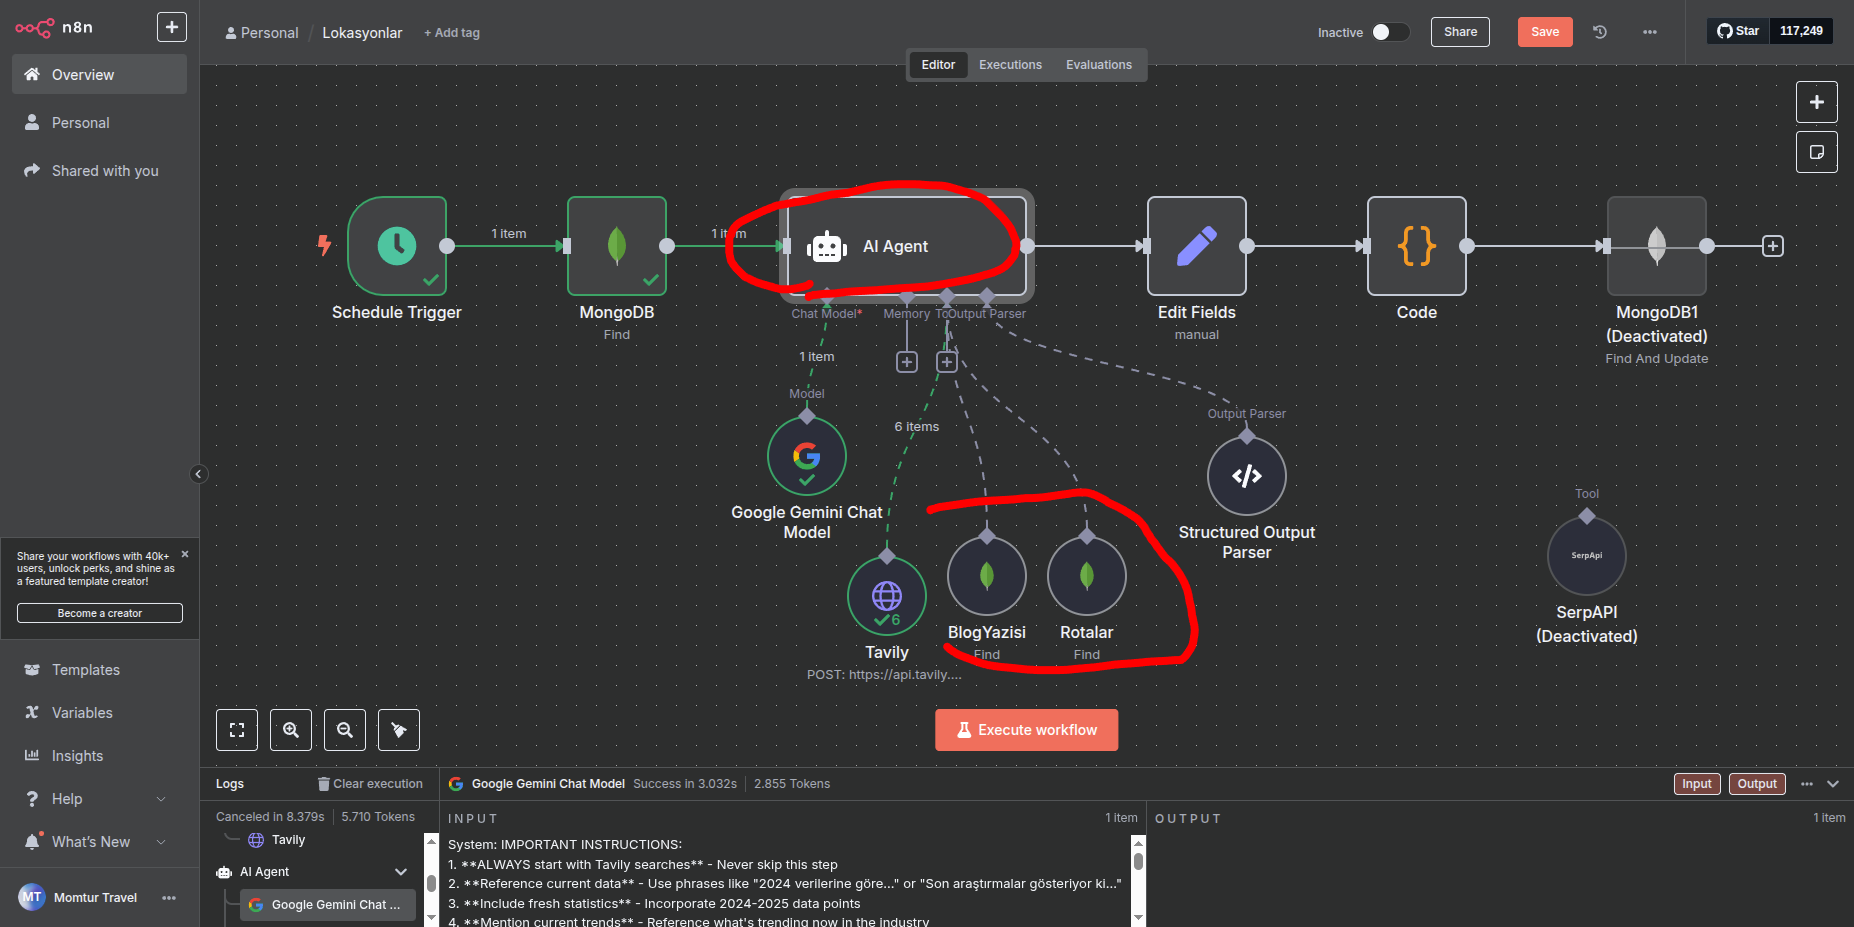 n8n
Overview
Personal
Shared with you
Share your workflows with 40k+
users, unlock perks, and shine as
a featured template creator!
Become a creator
Templates
Variables
Insights
Help
What's New
MT
Momtur Travel
Personal / Lokasyonlar + Add tag
Inactive
Share
Save
Star 117,249
Editor Executions Evaluations
1 item
1 item
AI Agent
Schedule Trigger
MongoDB
Find
Chat Model*
Memory
To
Output Parser
Edit Fields
manual
Code
MongoDB1
(Deactivated)
Find And Update
1 item
Model
6 items
Google Gemini Chat
Model
Output Parser
Structured Output
Parser
Tool
SerpApi
SerpAPI
(Deactivated)
6
Tavily
POST: https://api.tavily....
BlogYazisi
Find
Rotalar
Find
Execute workflow
Logs
Clear execution
Google Gemini Chat Model Success in 3.032s 2.855 Tokens
Input Output
Canceled in 8.379s 5.710 Tokens
Tavily
AI Agent
Google Gemini Chat ...
INPUT
1 item
OUTPUT
1 item
System: IMPORTANT INSTRUCTIONS:
1. **ALWAYS start with Tavily searches** - Never skip this step
2. **Reference current data** - Use phrases like "2024 verilerine göre..." or "Son araştırmalar gösteriyor ki..."
3. **Include fresh statistics** - Incorporate 2024-2025 data points
4. **Mention current trends** - Reference what's trending now in the industry